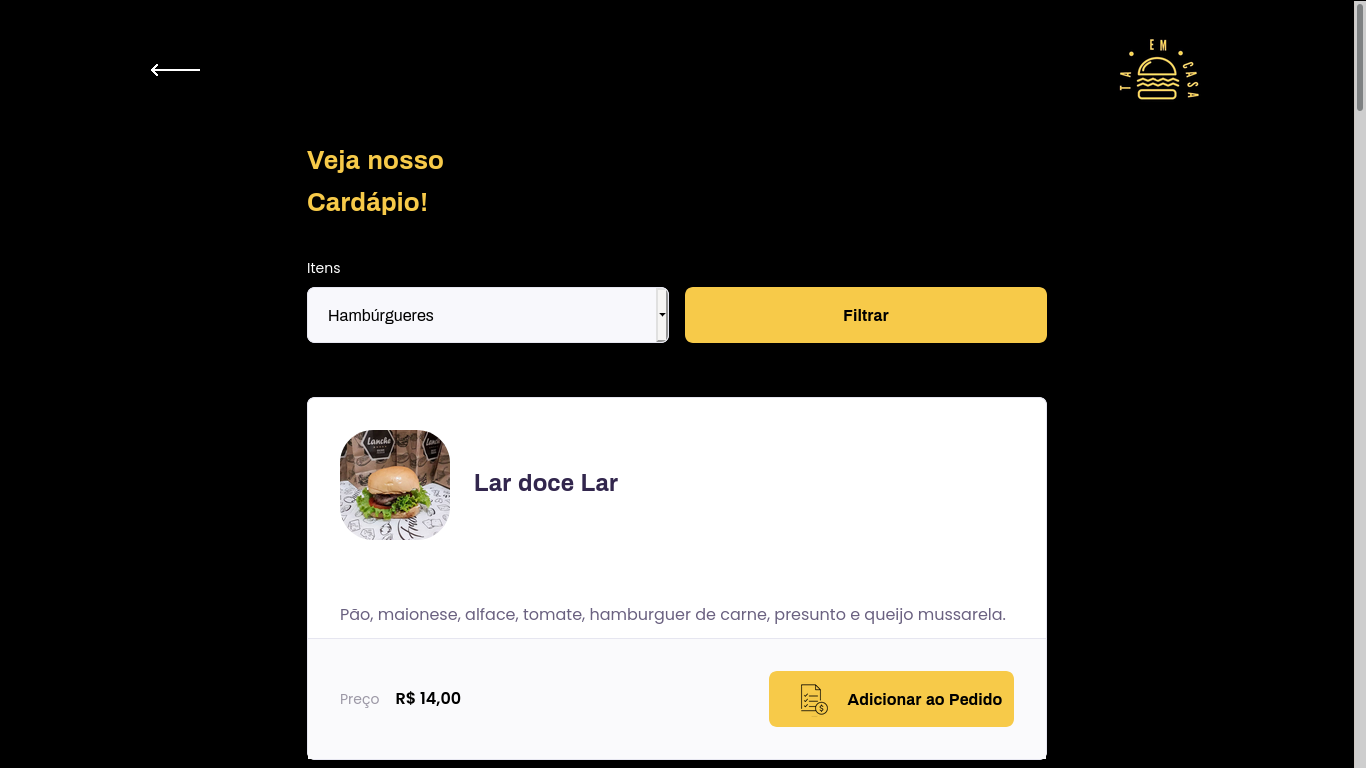 TA EM CASA
Veja nosso
Cardápio!
Itens
Hambúrgueres
Filtrar
Lanche
Lar doce Lar
Pão, maionese, alface, tomate, hamburguer de carne, presunto e queijo mussarela.
Preço R$ 14,00
Adicionar ao Pedido